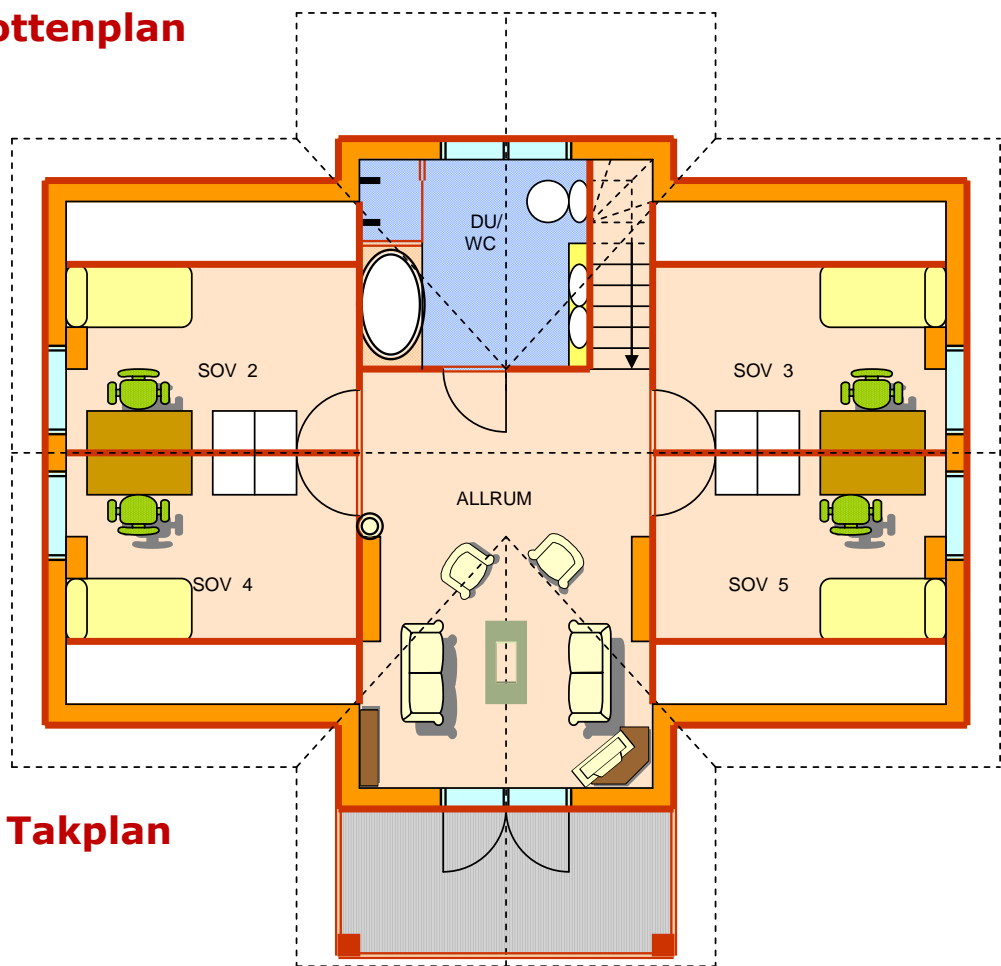 ottenplan
DU/
WC
SOV 2
SOV 3
ALLRUM
SOV 4
SOV 5
Takplan